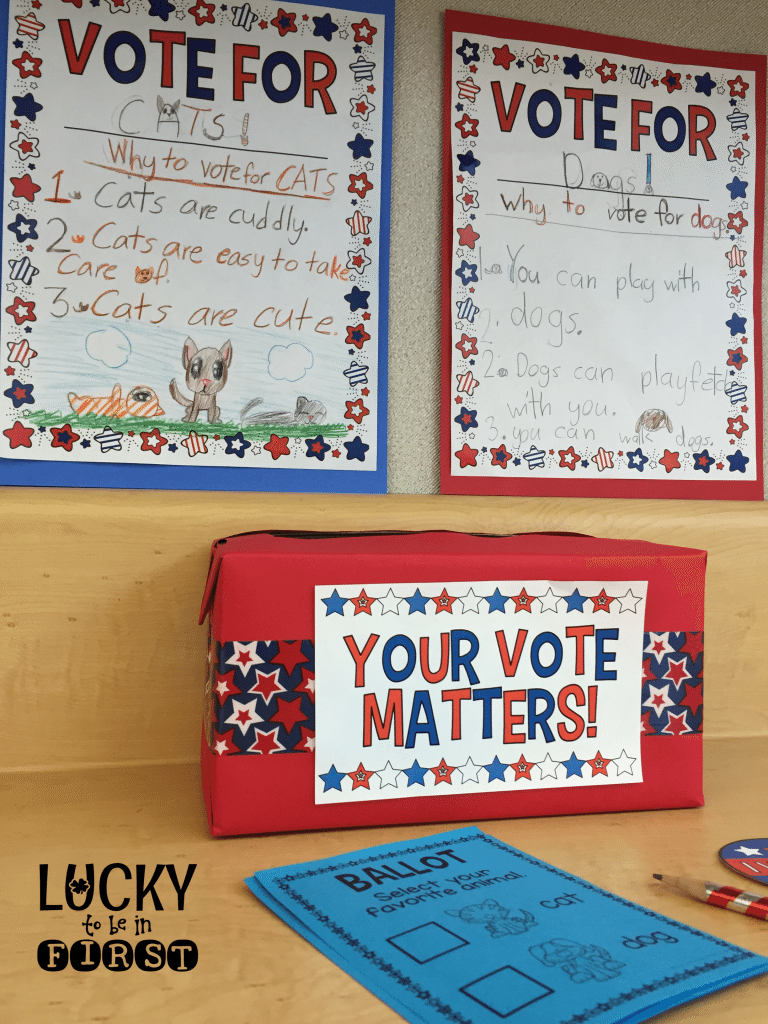 VOTE FOR
CATS!
Why to vote for CATS
1. Cats are cuddly.
2. Cats are easy to take
Care of.
3. Cats are cute.
VOTE FOR
Dogs!
Why to vote for dogs
1. You can play with
2. dogs.
2. Dogs can playfetch
with you.
3. you can walk dogs.
YOUR VOTE
MATTERS!
BALLOT
Select your
favorite animal.
cat
dog
LUCKY
to be in
FIRST